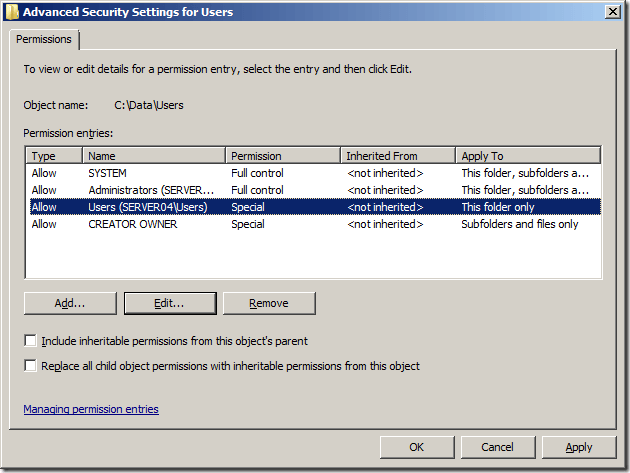 Advanced Security Settings for Users
Permissions
To view or edit details for a permission entry, select the entry and then click Edit.
Object name: C:\Data\Users
Permission entries:
Type Name Permission Inherited From Apply To
Allow SYSTEM Full control <not inherited> This folder, subfolders a...
Allow Administrators (SERVER... Full control <not inherited> This folder, subfolders a...
Allow Users (SERVER04\Users) Special <not inherited> This folder only
Allow CREATOR OWNER Special <not inherited> Subfolders and files only
Add... Edit... Remove
Include inheritable permissions from this object's parent
Replace all child object permissions with inheritable permissions from this object
Managing permission entries
OK Cancel Apply